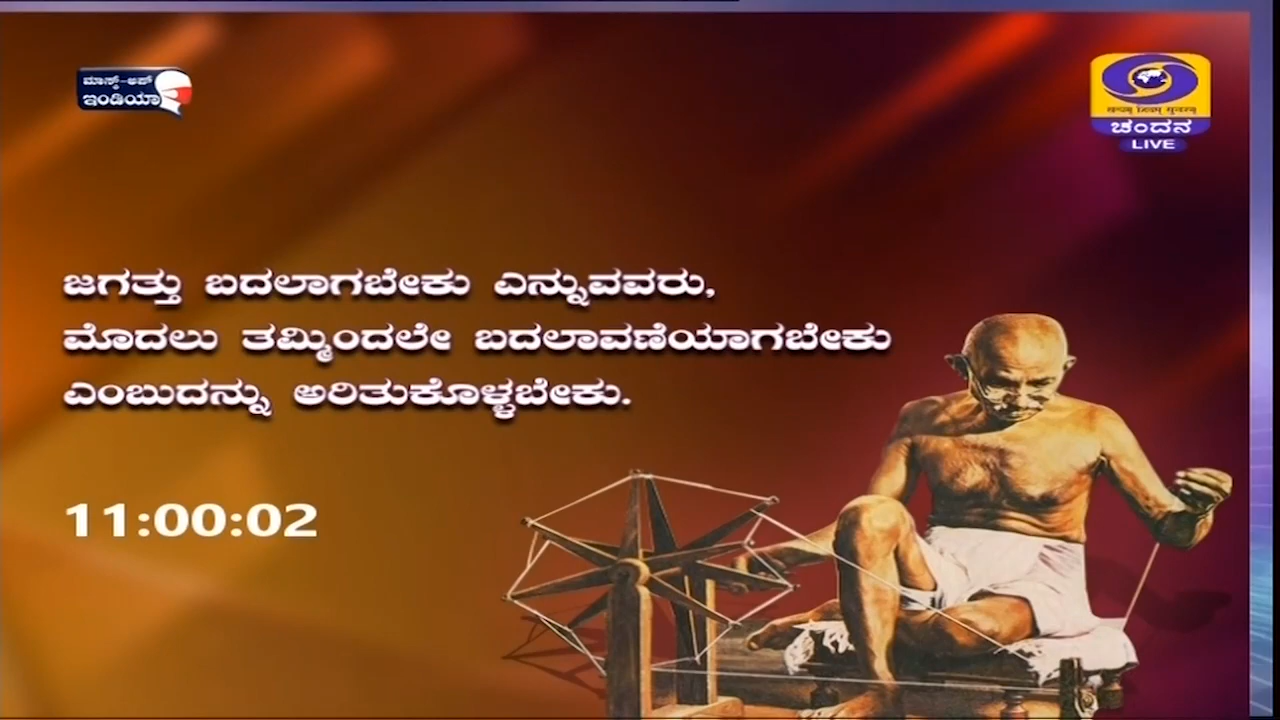 ಮಾಸ್ಕ್-ಅಪ್
ಇಂಡಿಯಾ
ಚಂದನ
LIVE
ಜಗತ್ತು ಬದಲಾಗಬೇಕು ಎನ್ನುವವರು,
ಮೊದಲು ತಮ್ಮಿಂದಲೇ ಬದಲಾವಣೆಯಾಗಬೇಕು
ಎಂಬುದನ್ನು ಅರಿತುಕೊಳ್ಳಬೇಕು.
11:00:02